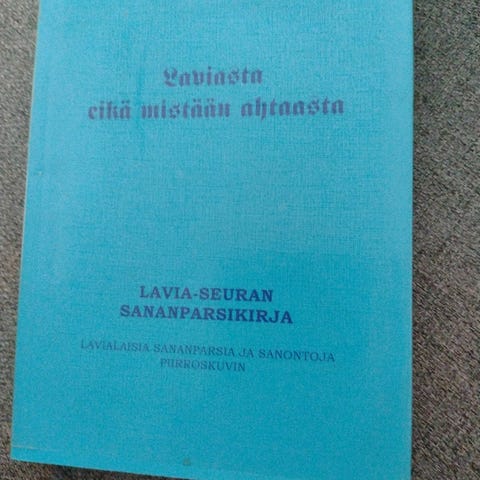 Laviasta
eikä mistään ahtaasta
LAVIA-SEURAN
SANANPARSIKIRJA
LAVIALAISIA SANANPARSIA JA SANONTOJA
PIIRROSKUVIN